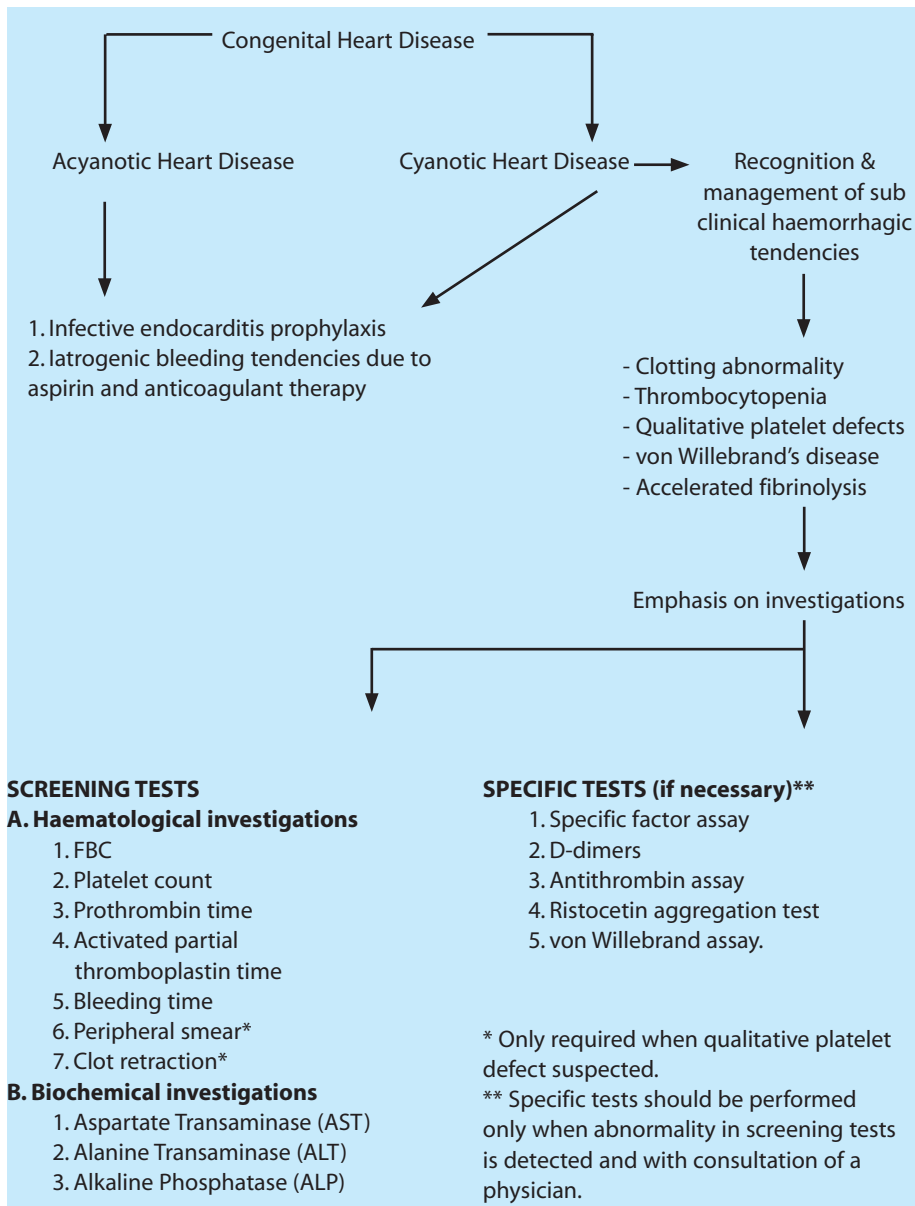 Congenital Heart Disease
Acyanotic Heart Disease
Cyanotic Heart Disease
Recognition &
management of sub
clinical haemorrhagic
tendencies
1. Infective endocarditis prophylaxis
2. Iatrogenic bleeding tendencies due to
aspirin and anticoagulant therapy
- Clotting abnormality
- Thrombocytopenia
- Qualitative platelet defects
- von Willebrand's disease
- Accelerated fibrinolysis
Emphasis on investigations
SCREENING TESTS
A. Haematological investigations
1. FBC
2. Platelet count
3. Prothrombin time
4. Activated partial
thromboplastin time
5. Bleeding time
6. Peripheral smear*
7. Clot retraction*
B. Biochemical investigations
1. Aspartate Transaminase (AST)
2. Alanine Transaminase (ALT)
3. Alkaline Phosphatase (ALP)
SPECIFIC TESTS (if necessary)**
1. Specific factor assay
2. D-dimers
3. Antithrombin assay
4. Ristocetin aggregation test
5. von Willebrand assay.
* Only required when qualitative platelet
defect suspected.
** Specific tests should be performed
only when abnormality in screening tests
is detected and with consultation of a
physician.